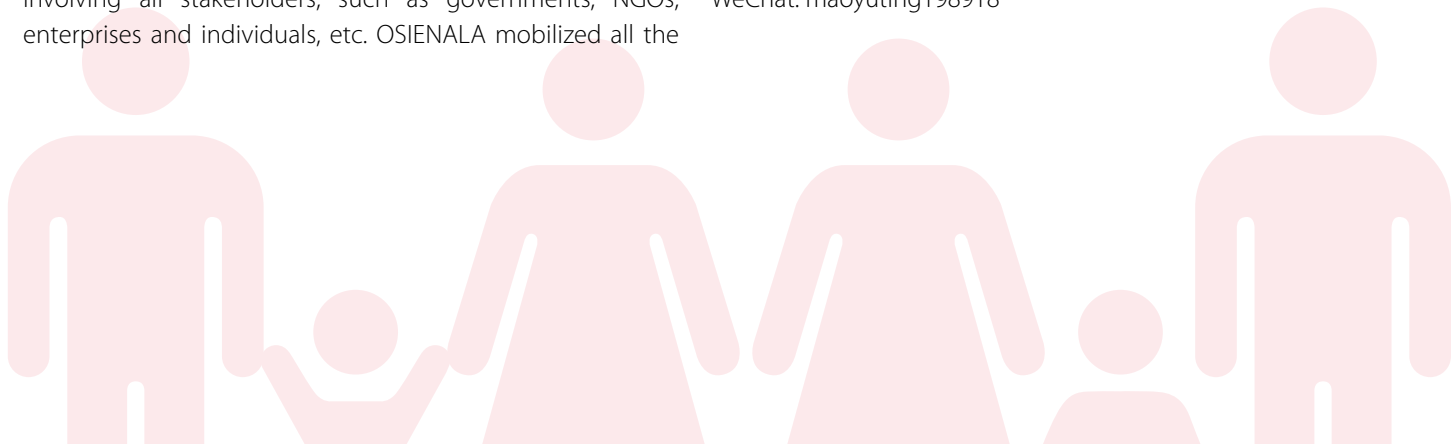 involving all stakeholders, such as governments, NGOs,
enterprises and individuals, etc. OSIENALA mobilized all the
WeChat: maoyuting198918